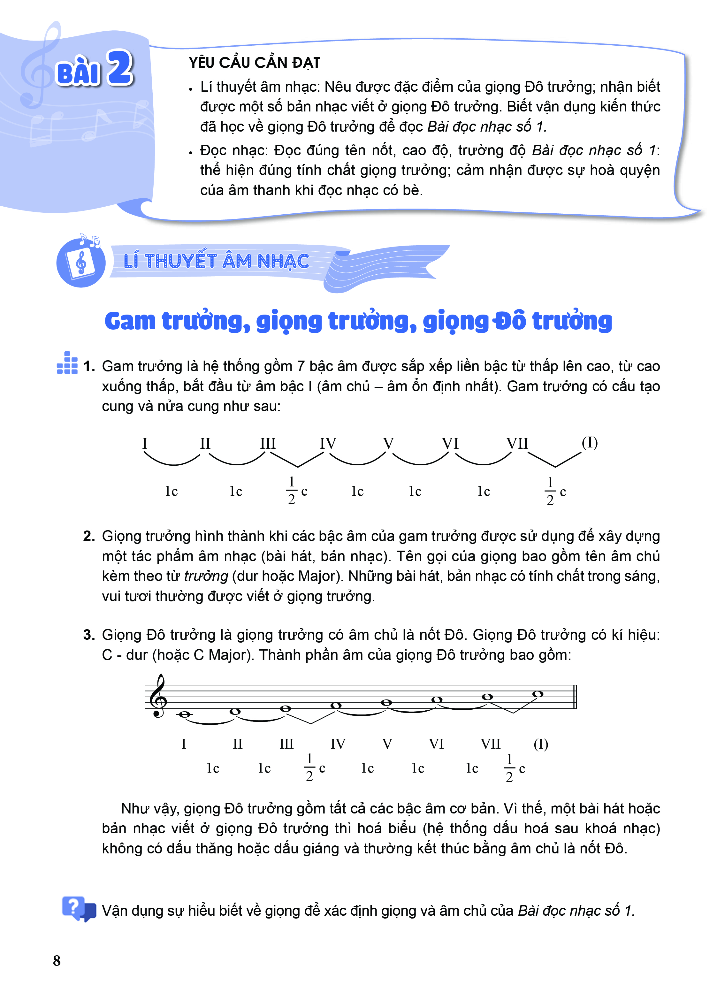 BÀI 2
YÊU CẦU CẦN ĐẠT
• Lí thuyết âm nhạc: Nêu được đặc điểm của giọng Đô trưởng; nhận biết
được một số bản nhạc viết ở giọng Đô trưởng. Biết vận dụng kiến thức
đã học về giọng Đô trưởng để đọc Bài đọc nhạc số 1.
• Đọc nhạc: Đọc đúng tên nốt, cao độ, trường độ Bài đọc nhạc số 1:
thể hiện đúng tính chất giọng trưởng; cảm nhận được sự hoà quyện
của âm thanh khi đọc nhạc có bè.
LÍ THUYẾT ÂM NHẠC
Gam trưởng, giọng trưởng, giọng Đô trưởng
1. Gam trưởng là hệ thống gồm 7 bậc âm được sắp xếp liền bậc từ thấp lên cao, từ cao
xuống thấp, bắt đầu từ âm bậc I (âm chủ – âm ổn định nhất). Gam trưởng có cấu tạo
cung và nửa cung như sau:
I II III IV V VI VII (I)
1c 1c 1/2 c 1c 1c 1c 1/2 c
2. Giọng trưởng hình thành khi các bậc âm của gam trưởng được sử dụng để xây dựng
một tác phẩm âm nhạc (bài hát, bản nhạc). Tên gọi của giọng bao gồm tên âm chủ
kèm theo từ trưởng (dur hoặc Major). Những bài hát, bản nhạc có tính chất trong sáng,
vui tươi thường được viết ở giọng trưởng.
3. Giọng Đô trưởng là giọng trưởng có âm chủ là nốt Đô. Giọng Đô trưởng có kí hiệu:
C - dur (hoặc C Major). Thành phần âm của giọng Đô trưởng bao gồm:
I II III IV V VI VII (I)
1c 1c 1/2 c 1c 1c 1c 1/2 c
Như vậy, giọng Đô trưởng gồm tất cả các bậc âm cơ bản. Vì thế, một bài hát hoặc
bản nhạc viết ở giọng Đô trưởng thì hoá biểu (hệ thống dấu hoá sau khoá nhạc)
không có dấu thăng hoặc dấu giáng và thường kết thúc bằng âm chủ là nốt Đô.
? Vận dụng sự hiểu biết về giọng để xác định giọng và âm chủ của Bài đọc nhạc số 1.
8